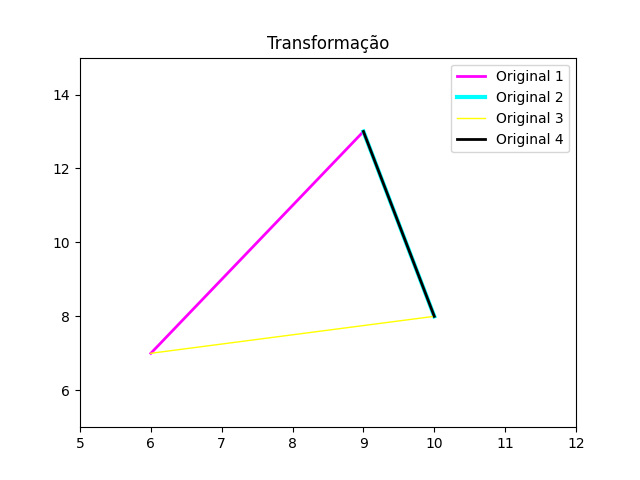 Transformação
Original 1
Original 2
Original 3
Original 4
14
12
10
8
6
5 6 7 8 9 10 11 12